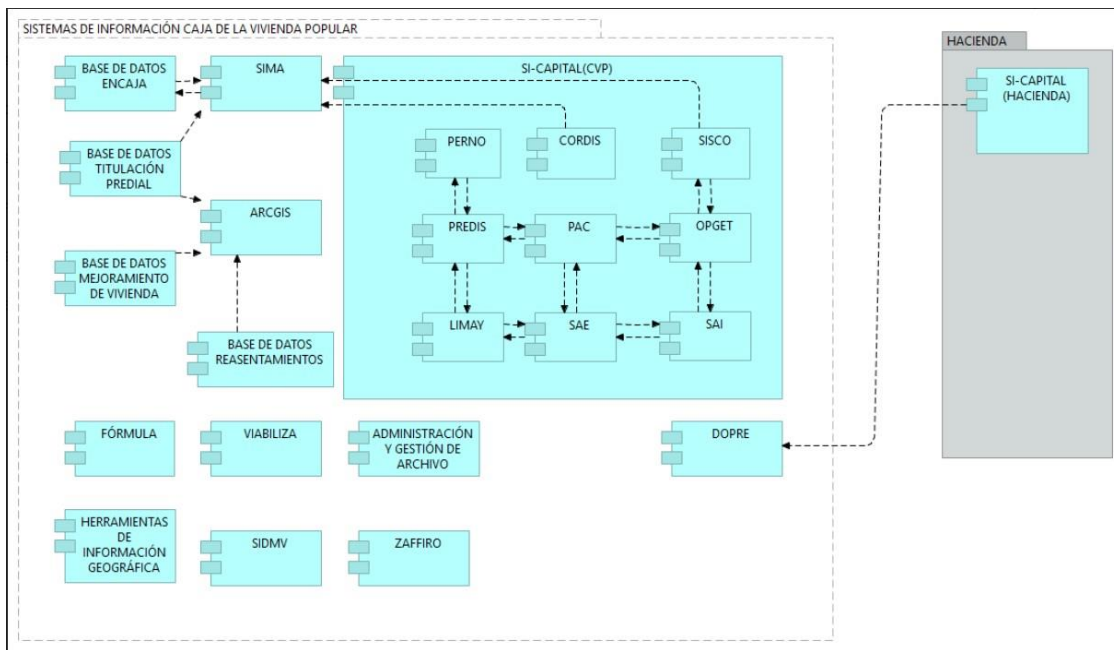 SISTEMAS DE INFORMACIÓN CAJA DE LA VIVIENDA POPULAR
HACIENDA
BASE DE DATOS
ENCAJA
SIMA
SI-CAPITAL(CVP)
SI-CAPITAL
(HACIENDA)
PERNO
CORDIS
SISCO
BASE DE DATOS
TITULACIÓN
PREDIAL
ARCGIS
PREDIS
PAC
OPGET
BASE DE DATOS
MEJORAMIENTO
DE VIVIENDA
LIMAY
SAE
SAI
BASE DE DATOS
REASENTAMIENTOS
FÓRMULA
VIABILIZA
ADMINISTRACIÓN
Y GESTIÓN DE
ARCHIVO
DOPRE
HERRAMIENTAS
DE
INFORMACIÓN
GEOGRÁFICA
SIDMV
ZAFFIRO